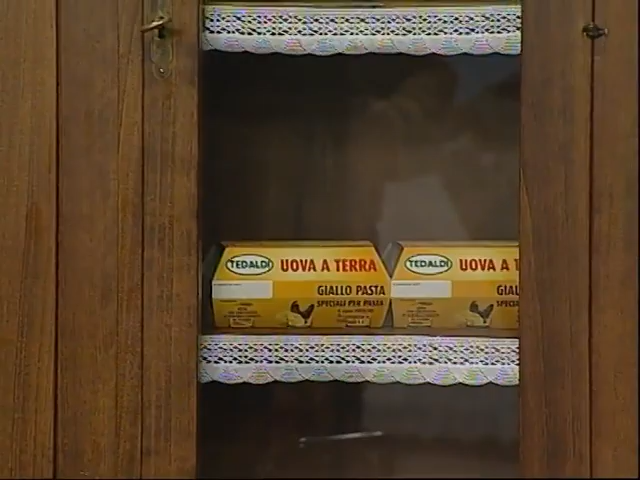 TEDALDI UOVA A TERRA
GIALLO PASTA
SPECIALI PER PASTA
TEDALDI UOVA A T
GIAL
SPECIA